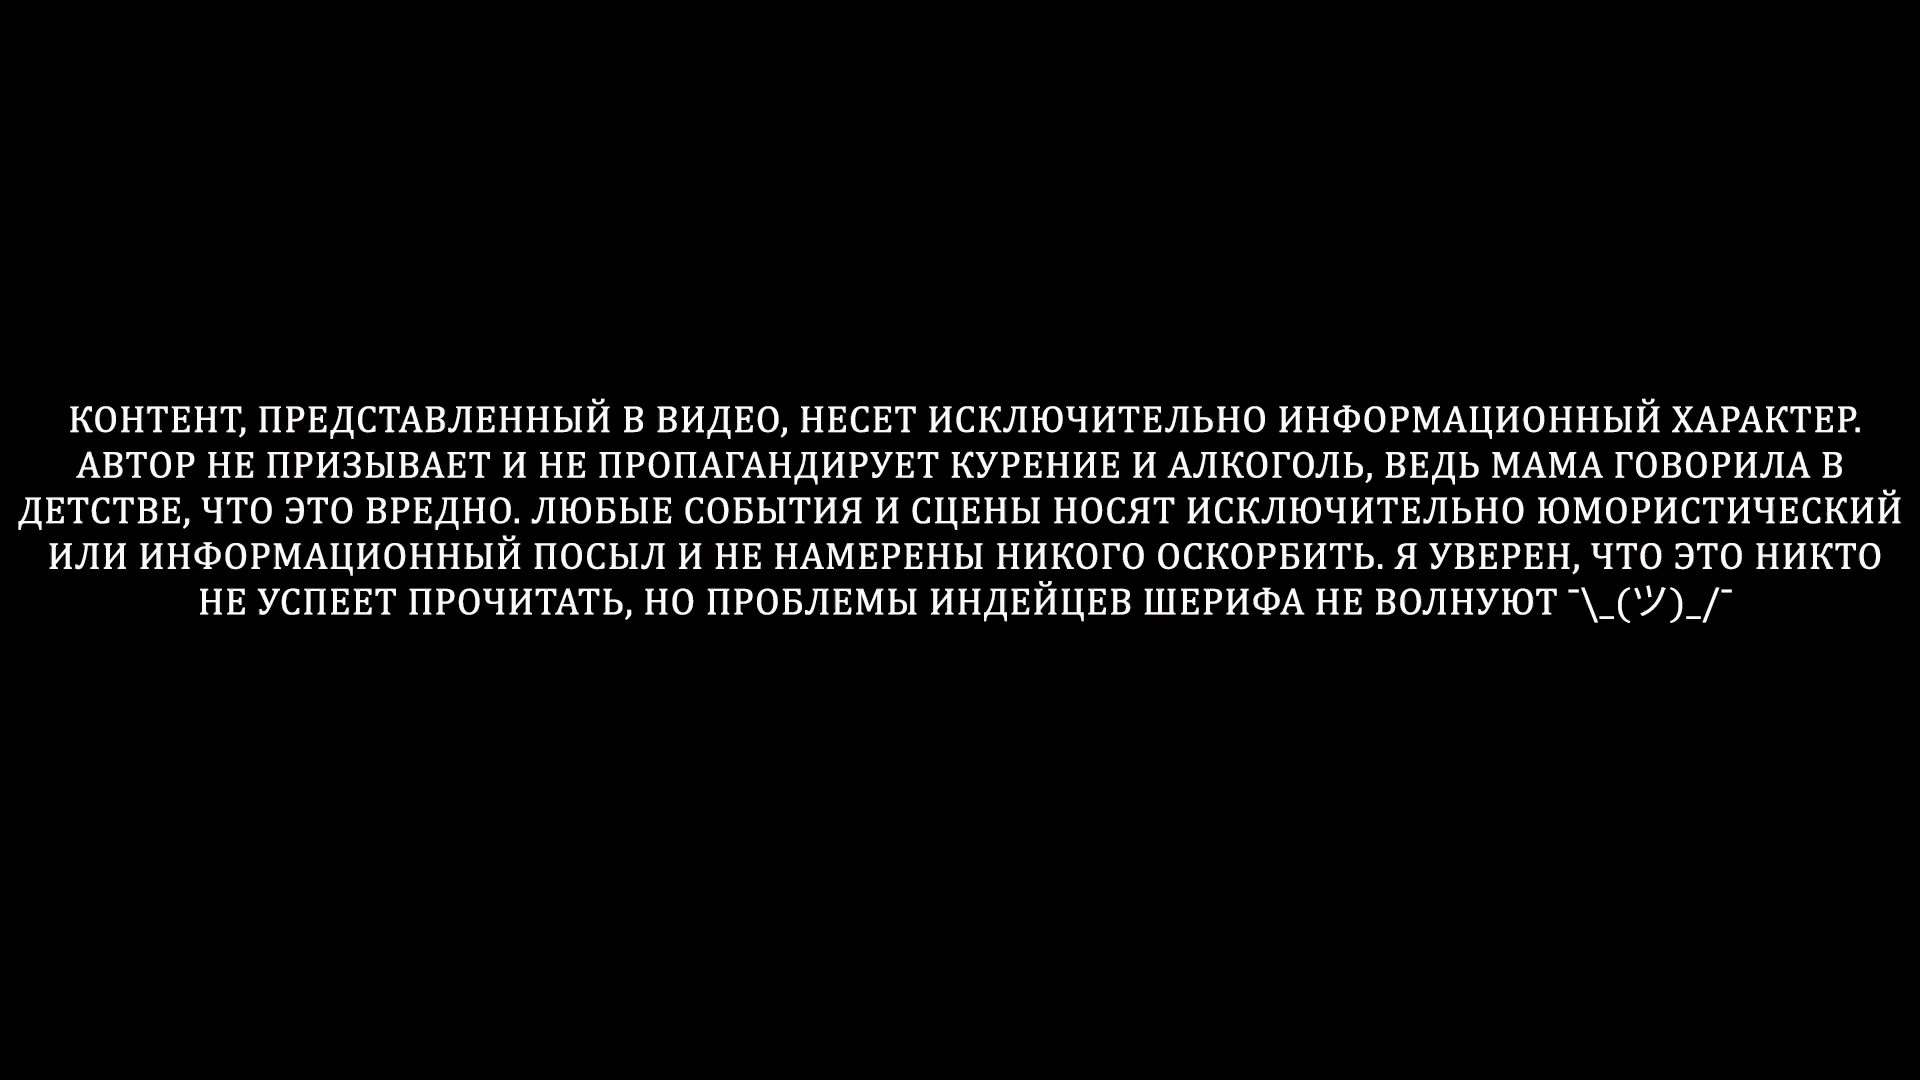 КОНТЕНТ, ПРЕДСТАВЛЕННЫЙ В ВИДЕО, НЕСЕТ ИСКЛЮЧИТЕЛЬНО ИНФОРМАЦИОННЫЙ ХАРАКТЕР.
АВТОР НЕ ПРИЗЫВАЕТ И НЕ ПРОПАГАНДИРУЕТ КУРЕНИЕ И АЛКОГОЛЬ, ВЕДЬ МАМА ГОВОРИЛА В
ДЕТСТВЕ, ЧТО ЭТО ВРЕДНО. ЛЮБЫЕ СОБЫТИЯ И СЦЕНЫ НОСЯТ ИСКЛЮЧИТЕЛЬНО ЮМОРИСТИЧЕСКИЙ
ИЛИ ИНФОРМАЦИОННЫЙ ПОСЫЛ И НЕ НАМЕРЕНЫ НИКОГО ОСКОРБИТЬ. Я УВЕРЕН, ЧТО ЭТО НИКТО
НЕ УСПЕЕТ ПРОЧИТАТЬ, НО ПРОБЛЕМЫ ИНДЕЙЦЕВ ШЕРИФА НЕ ВОЛНУЮТ ¯\_(ツ)_/¯